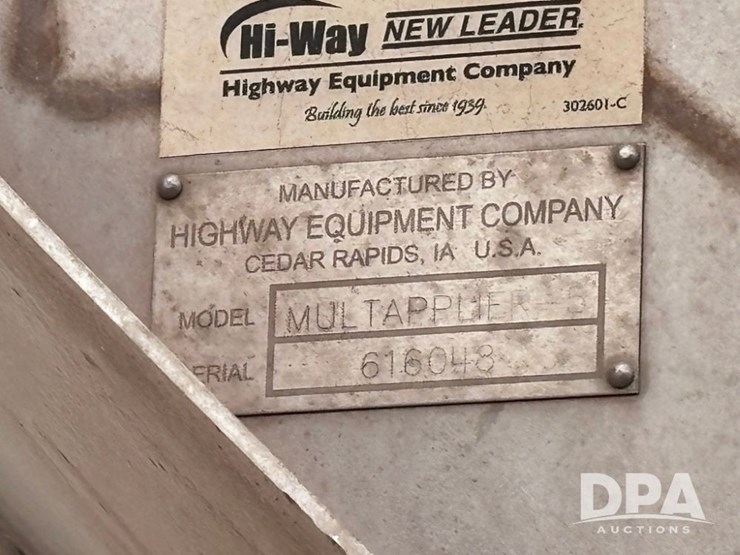 Hi-Way NEW LEADER®
Highway Equipment Company
Building the best since 1939.
302601-C
MANUFACTURED BY
HIGHWAY EQUIPMENT COMPANY
CEDAR RAPIDS, IA U.S.A.
MODEL MULTAPPLIER
ERIAL 616048
DPA
AUCTIONS